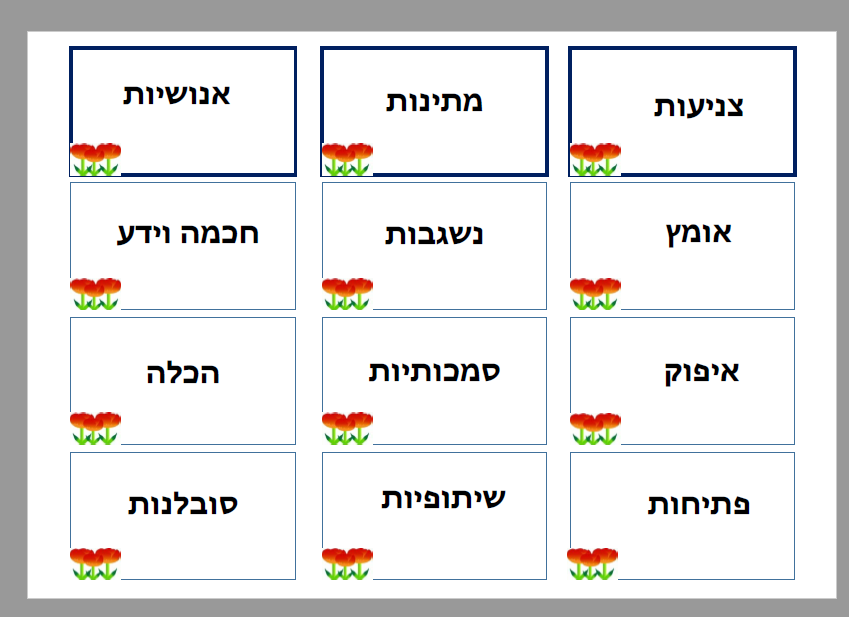 צניעות
מתינות
אנושיות
אומץ
נשגבות
חכמה וידע
איפוק
סמכותיות
הכלה
פתיחות
שיתופיות
סובלנות